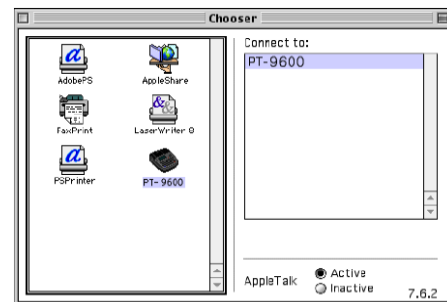 Chooser
AdobePS
AppleShare
FaxPrint
LaserWriter 8
PSPrinter
PT-9600
Connect to:
PT-9600
AppleTalk
Active
Inactive
7.6.2